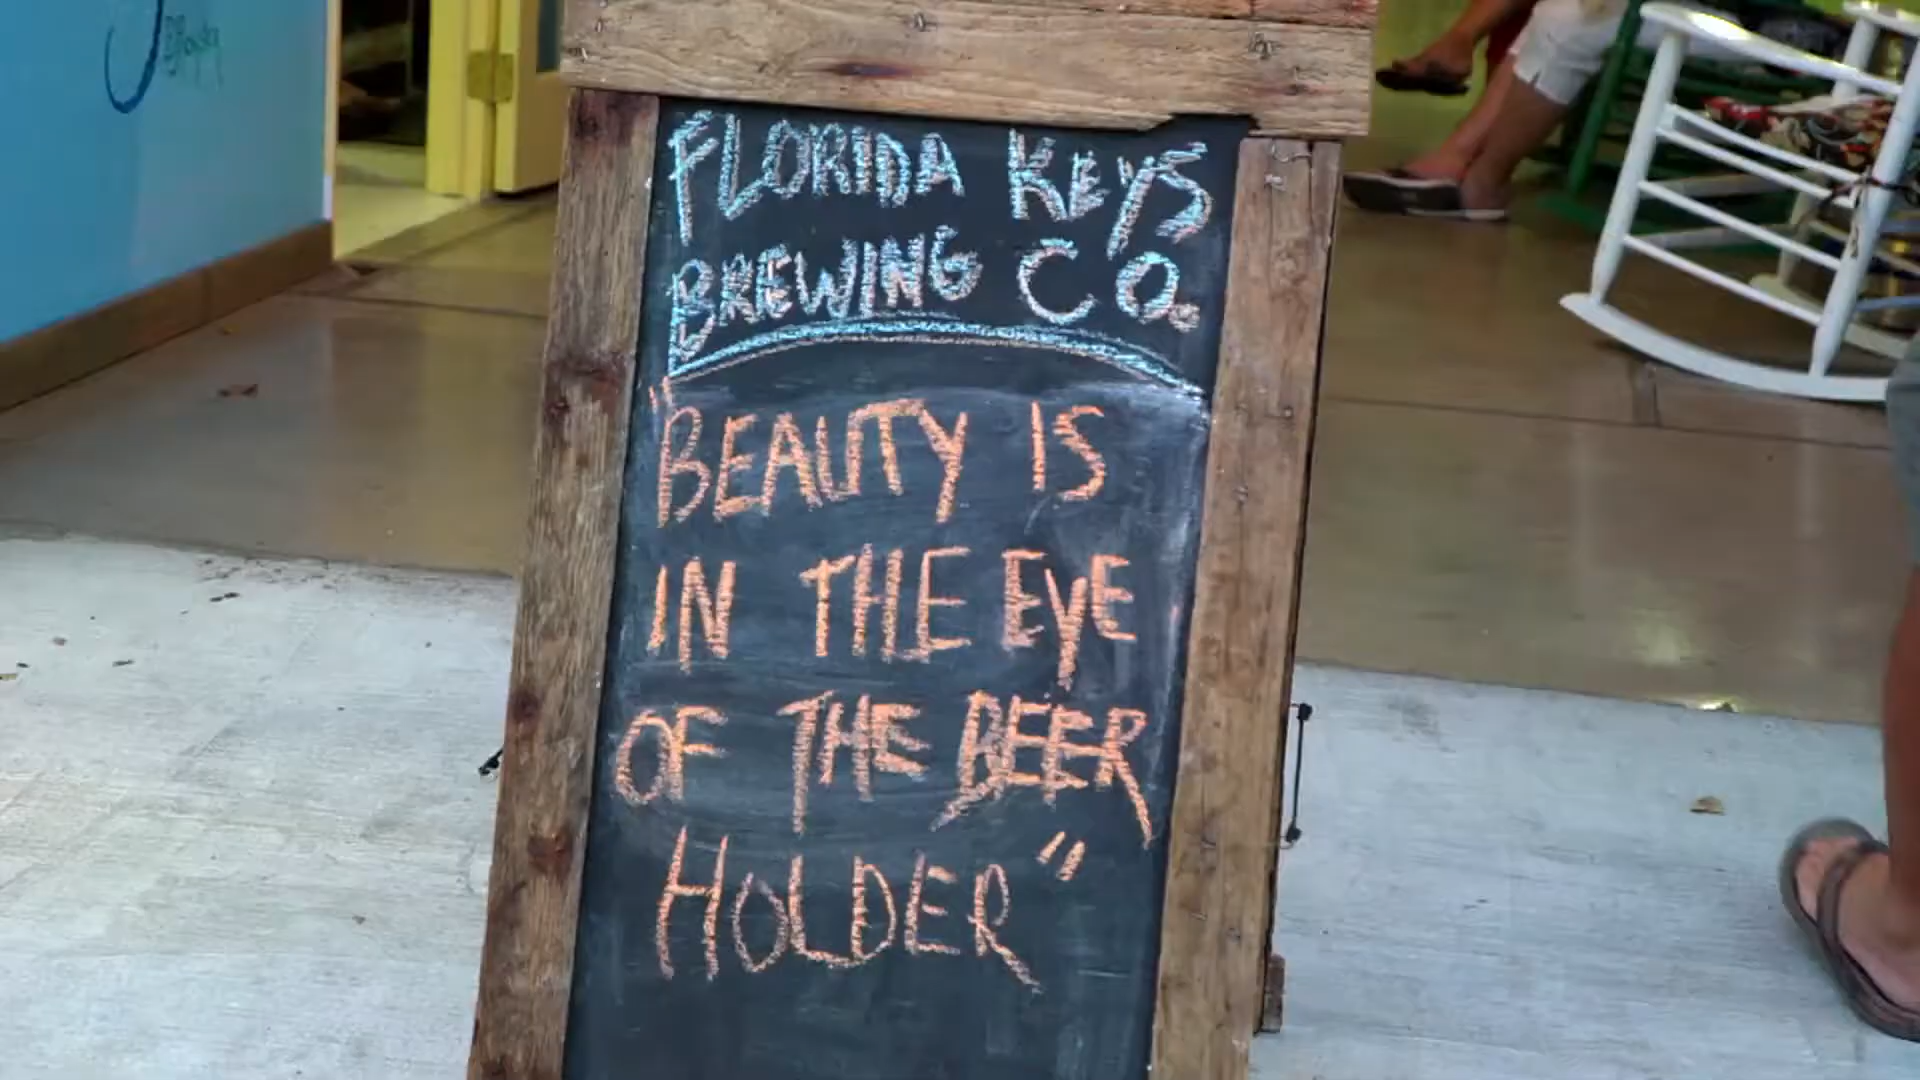 FLORIDA KEYS
BREWING CO.
"BEAUTY IS
IN THE EYE
OF THE BEER
HOLDER"